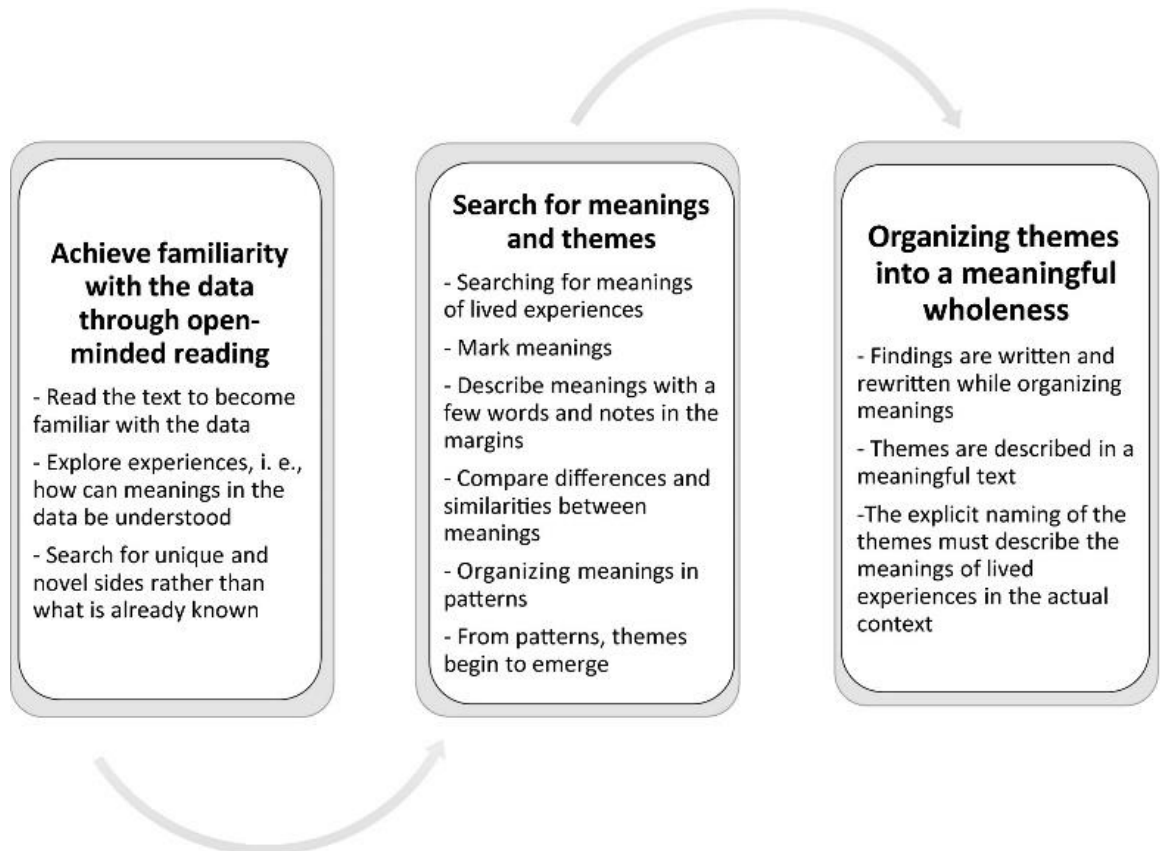 Achieve familiarity
with the data
through open-
minded reading
- Read the text to become
familiar with the data
- Explore experiences, i. e.,
how can meanings in the
data be understood
- Search for unique and
novel sides rather than
what is already known
Search for meanings
and themes
- Searching for meanings
of lived experiences
- Mark meanings
- Describe meanings with a
few words and notes in the
margins
- Compare differences and
similarities between
meanings
- Organizing meanings in
patterns
- From patterns, themes
begin to emerge
Organizing themes
into a meaningful
wholeness
- Findings are written and
rewritten while organizing
meanings
- Themes are described in a
meaningful text
-The explicit naming of the
themes must describe the
meanings of lived
experiences in the actual
context